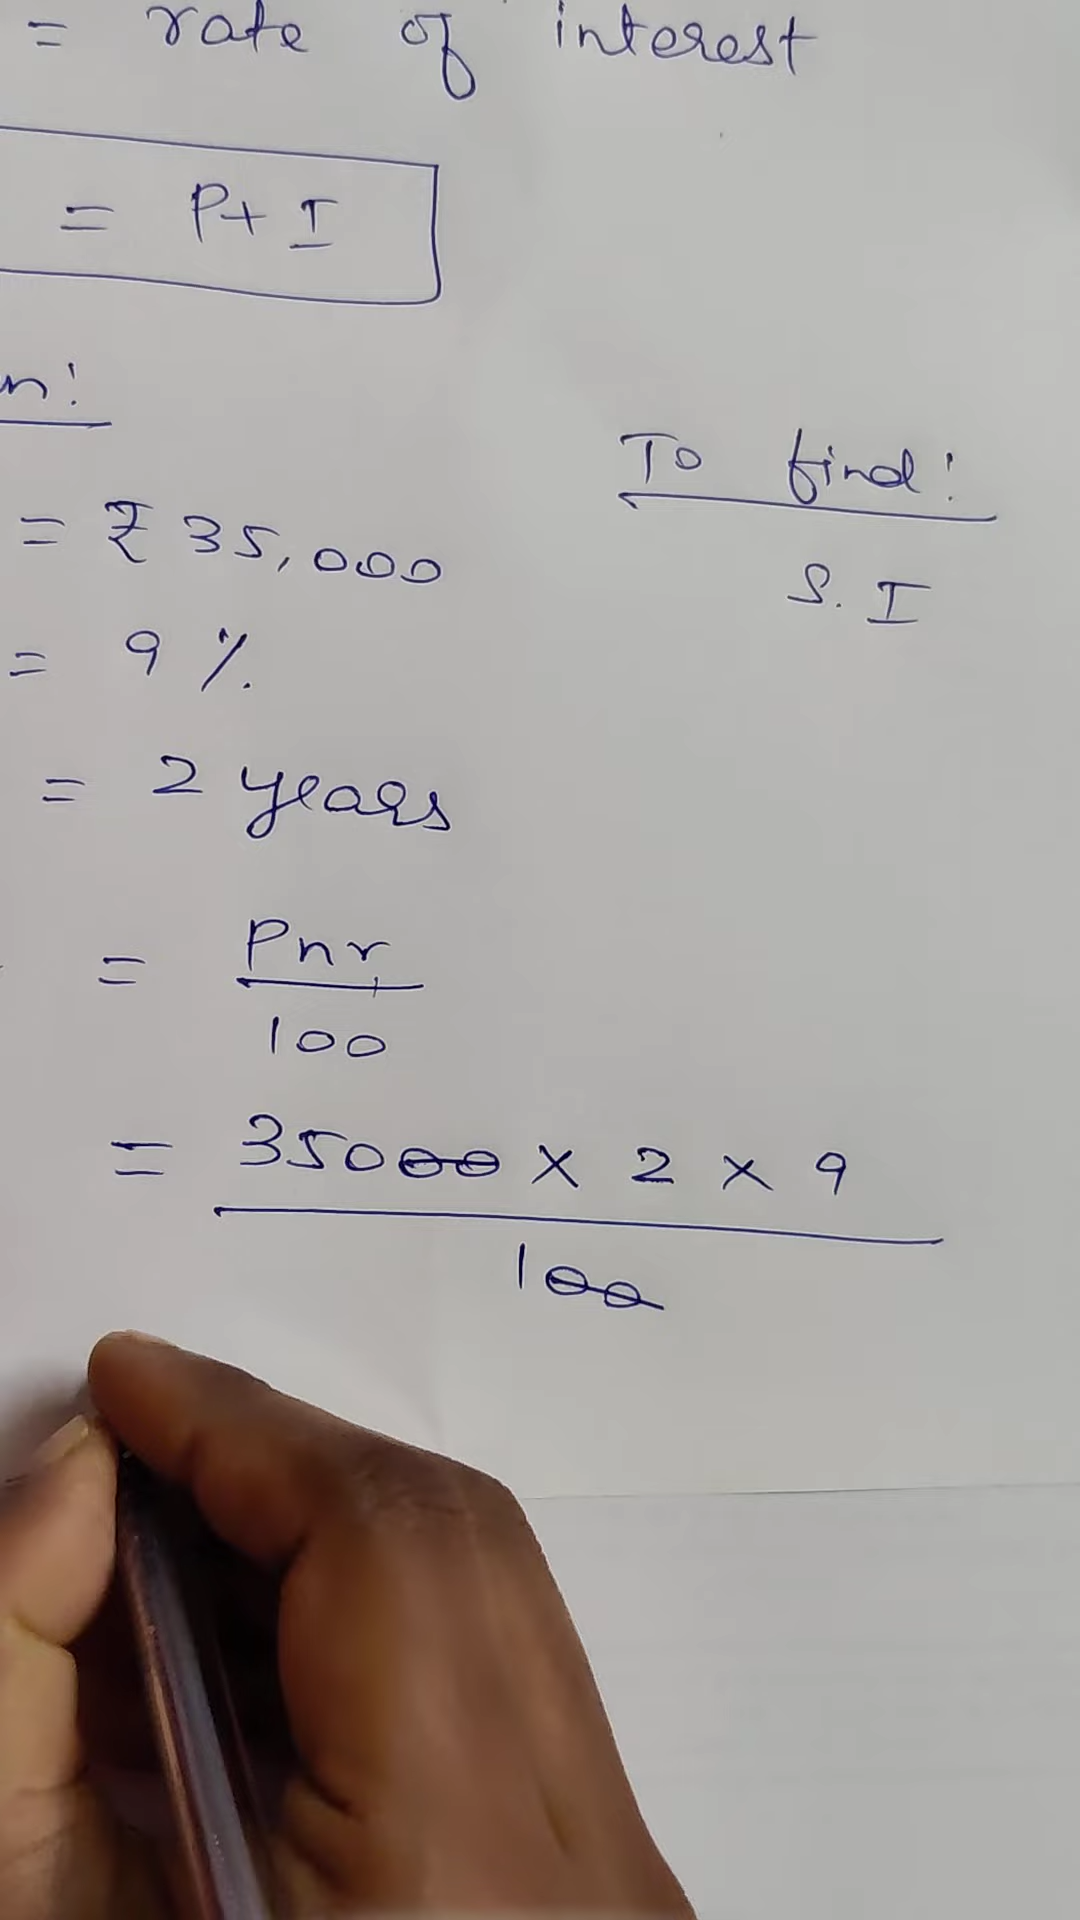 = rate of interest
= P+ I
n:
To find:
= ₹ 35,000
S. I
= 9 %
= 2 years
= Pnr
100
= 35000 × 2 × 9
100